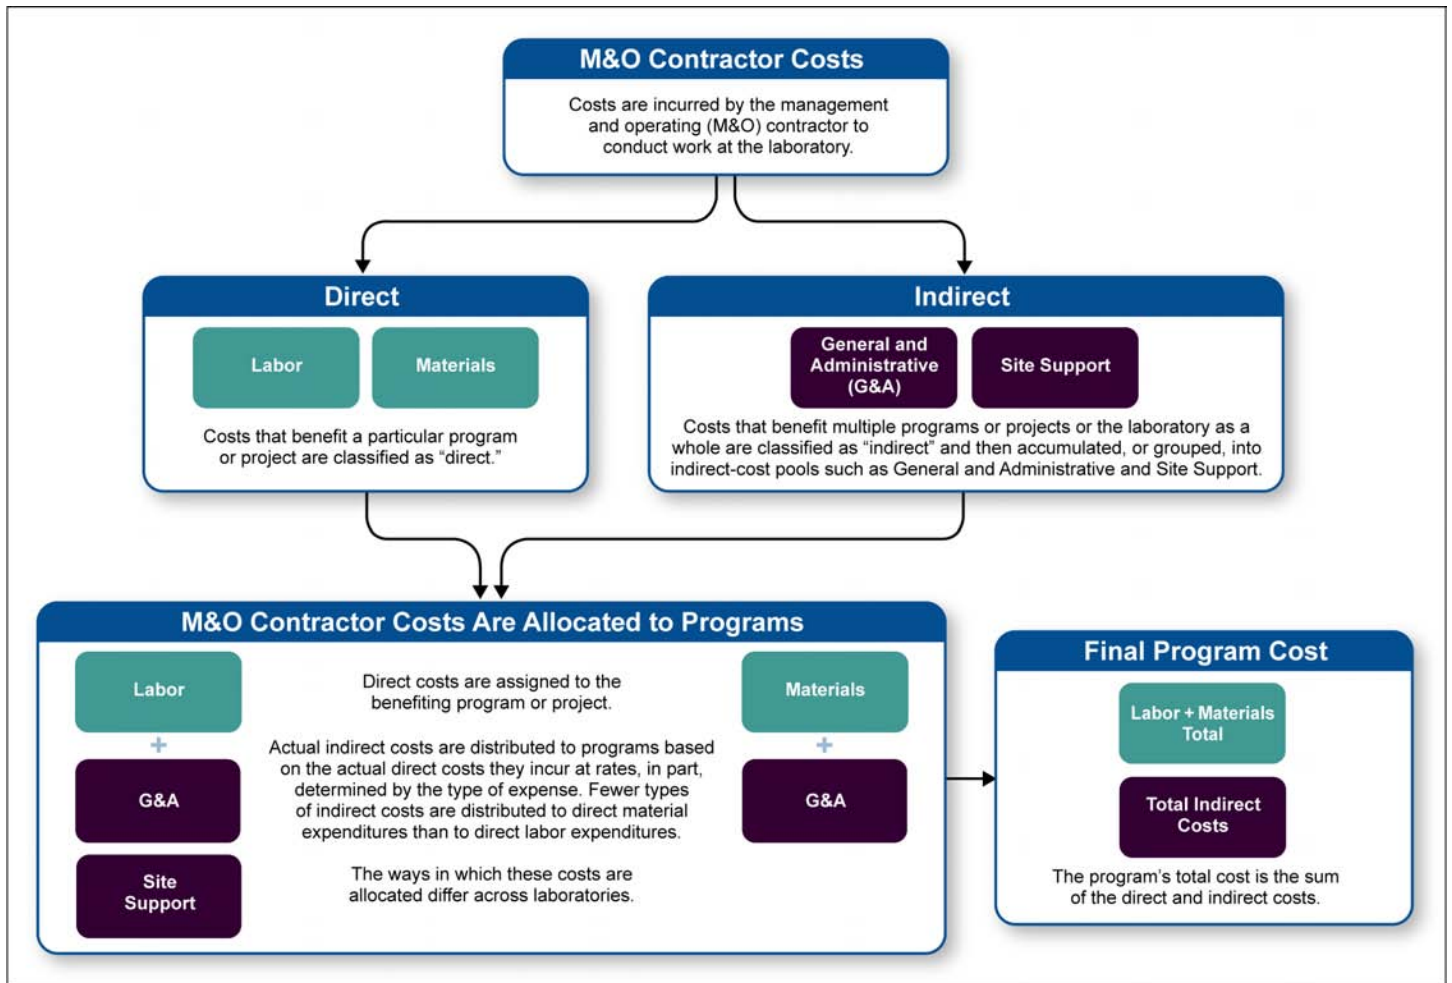 M&O Contractor Costs
Costs are incurred by the management
and operating (M&O) contractor to
conduct work at the laboratory.
Direct
Labor
Materials
Costs that benefit a particular program
or project are classified as “direct.”
Indirect
General and
Administrative
(G&A)
Site Support
Costs that benefit multiple programs or projects or the laboratory as a
whole are classified as “indirect” and then accumulated, or grouped, into
indirect-cost pools such as General and Administrative and Site Support.
M&O Contractor Costs Are Allocated to Programs
Labor
+
G&A
Site
Support
Direct costs are assigned to the
benefiting program or project.
Actual indirect costs are distributed to programs based
on the actual direct costs they incur at rates, in part,
determined by the type of expense. Fewer types
of indirect costs are distributed to direct material
expenditures than to direct labor expenditures.
The ways in which these costs are
allocated differ across laboratories.
Materials
+
G&A
Final Program Cost
Labor + Materials
Total
Total Indirect
Costs
The program’s total cost is the sum
of the direct and indirect costs.